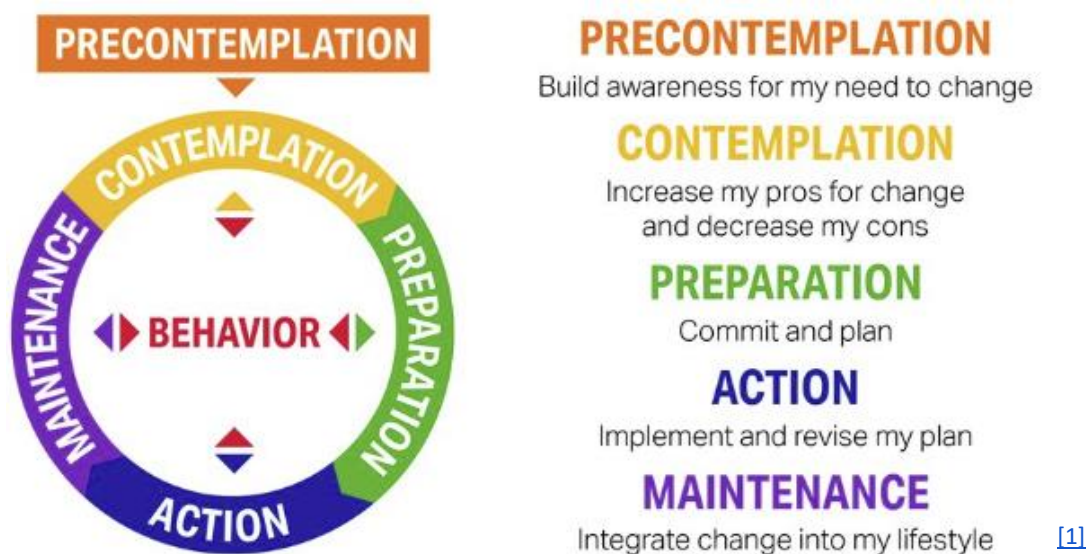 PRECONTEMPLATION
CONTEMPLATION
PREPARATION
ACTION
MAINTENANCE
BEHAVIOR
PRECONTEMPLATION
Build awareness for my need to change
CONTEMPLATION
Increase my pros for change
and decrease my cons
PREPARATION
Commit and plan
ACTION
Implement and revise my plan
MAINTENANCE
Integrate change into my lifestyle
[1]